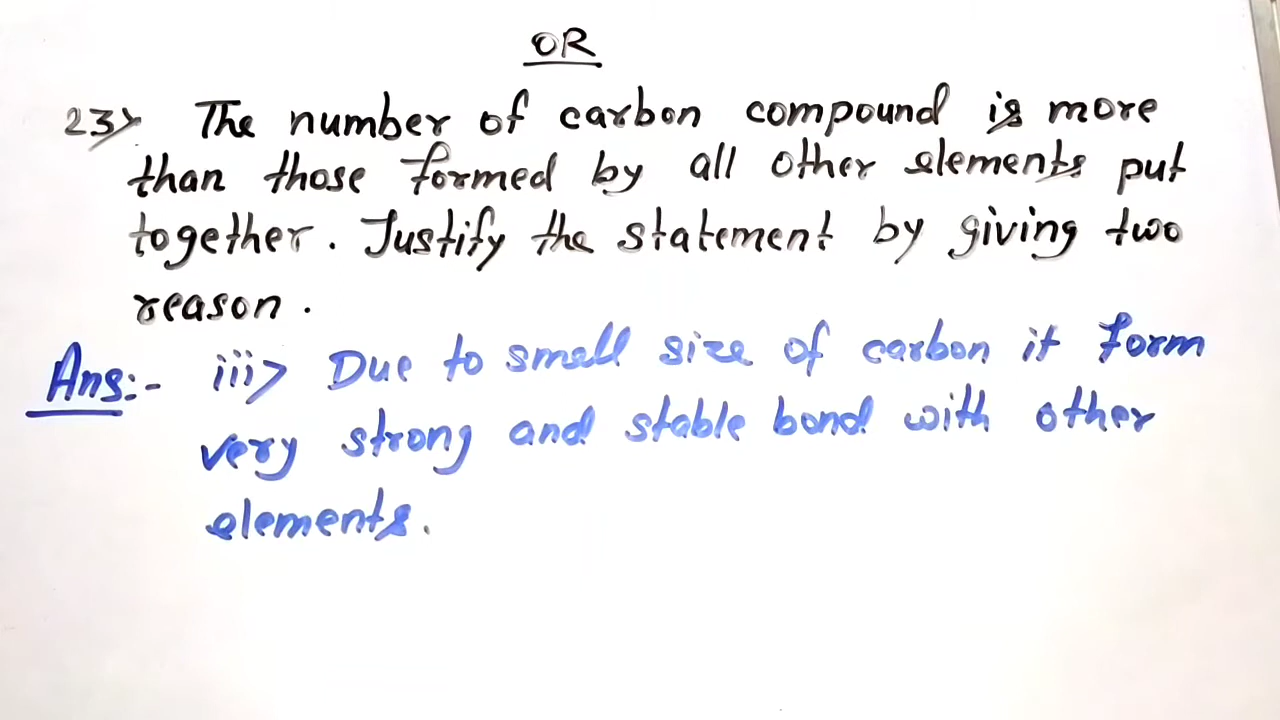 OR
23> The number of carbon compound is more
than those formed by all other elements put
together. Justify the statement by giving two
reason.
Ans:- iii> Due to small size of carbon it form
very strong and stable bond with other
elements.